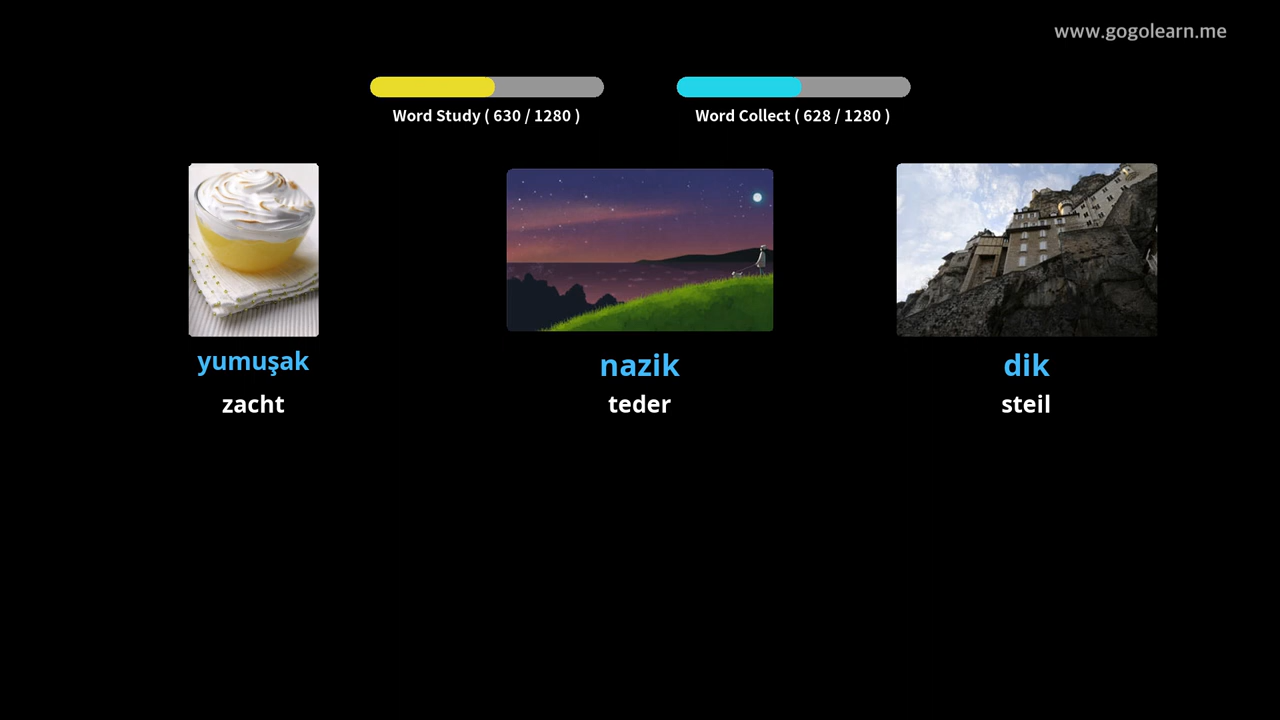 www.gogolearn.me
Word Study ( 630 / 1280 )
Word Collect ( 628 / 1280 )
yumuşak
nazik
dik
zacht
teder
steil